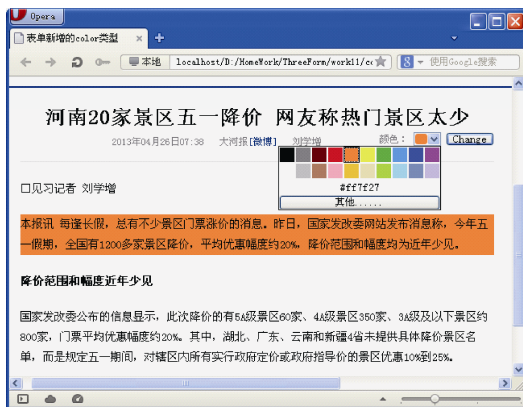 Opera
表单新增的color类型
本地 localhost/D:/HomeWork/ThreeForm/work11/co
使用Google搜索
河南20家景区五一降价 网友称热门景区太少
2013年04月26日07:38 大河报[微博] 刘学增 颜色： Change
#ff7f27
其他......
口见习记者 刘学增
本报讯 每逢长假，总有不少景区门票涨价的消息。昨日，国家发改委网站发布消息称，今年五
一假期，全国有1200多家景区降价，平均优惠幅度约20%，降价范围和幅度均为近年少见。
降价范围和幅度近年少见
国家发改委公布的信息显示，此次降价的有5A级景区60家、4A级景区350家、3A级及以下景区约
800家，门票平均优惠幅度约20%。其中，湖北、广东、云南和新疆4省未提供具体降价景区名
单，而是规定五一期间，对辖区内所有实行政府定价或政府指导价的景区优惠10%到25%。